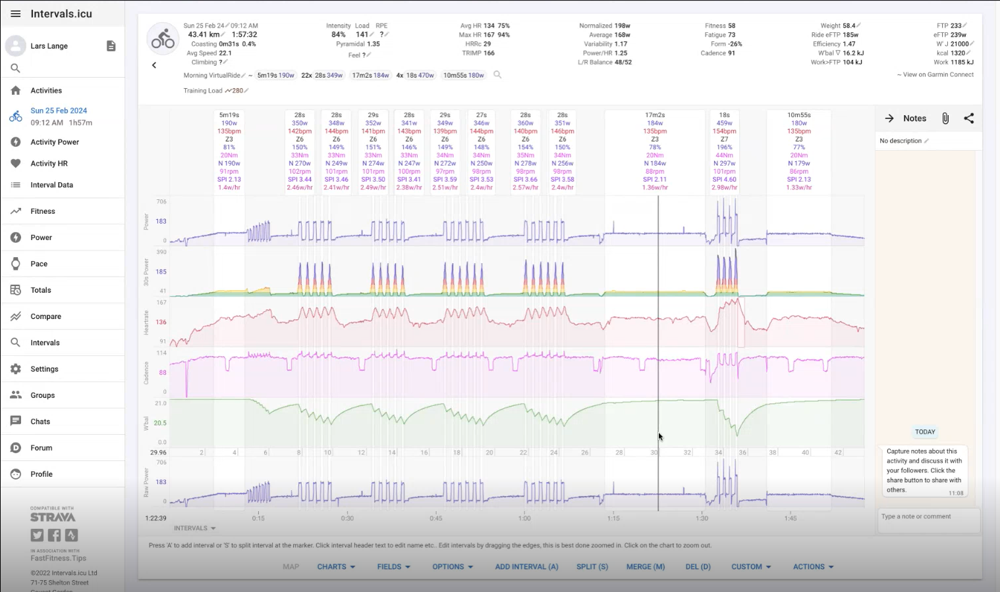 Intervals.icu
Lars Lange
Activities
Sun 25 Feb 2024
09:12 AM 1h57m
Activity Power
Activity HR
Interval Data
Fitness
Power
Pace
Totals
Compare
Intervals
Settings
Groups
Chats
Forum
Profile
COMPATIBLE WITH
STRAVA
IN ASSOCIATION WITH
FastFitness.Tips
©2022 Intervals.icu Ltd
71-75 Shelton Street
Covent Garden
Sun 25 Feb 24 09:12 AM
43.41 km 1:57:32
Coasting 0m31s 0.4%
Avg Speed 22.1
Climbing ?
Intensity Load RPE
84% 141 ?
Pyramidal 1.35
Feel ?
Avg HR 134 75%
Max HR 167 94%
HRRc 29
TRIMP 166
Normalized 198w
Average 168w
Variability 1.17
Power/HR 1.25
L/R Balance 48/52
Fitness 58
Fatigue 73
Form -26%
Cadence 91
Weight 58.4
Ride eFTP 185w
Efficiency 1.47
W'bal ∇ 16.2 kJ
Work>FTP 104 kJ
FTP 233
eFTP 239w
W' J 21000
kcal 1320
Work 1185 kJ
Morning VirtualRide ~ 5m19s 190w 22x 28s 349w 17m2s 184w 4x 18s 470w 10m55s 180w
~ View on Garmin Connect
Training Load 280
5m19s 28s 28s 29s 28s 29s 27s 28s 28s 17m2s 18s 10m55s
190w 350w 348w 352w 341w 349w 346w 360w 351w 184w 459w 180w
135bpm 142bpm 144bpm 141bpm 143bpm 139bpm 144bpm 140bpm 146bpm 135bpm 154bpm 135bpm
Z3 Z6 Z6 Z6 Z6 Z6 Z6 Z6 Z6 Z3 Z7 Z3
81% 150% 149% 151% 146% 149% 148% 154% 150% 78% 196% 77%
20Nm 33Nm 33Nm 33Nm 33Nm 34Nm 34Nm 35Nm 34Nm 20Nm 44Nm 20Nm
N 190w N 270w N 249w N 274w N 247w N 272w N 250w N 278w N 256w N 184w N 297w N 179w
91rpm 102rpm 101rpm 101rpm 100rpm 97rpm 98rpm 98rpm 98rpm 88rpm 101rpm 86rpm
SPI 2.13 SPI 3.44 SPI 3.46 SPI 3.50 SPI 3.41 SPI 3.59 SPI 3.53 SPI 3.66 SPI 3.58 SPI 2.11 SPI 4.60 SPI 2.13
1.4w/hr 2.46w/hr 2.41w/hr 2.49w/hr 2.38w/hr 2.51w/hr 2.4w/hr 2.57w/hr 2.4w/hr 1.36w/hr 2.98w/hr 1.33w/hr
Power
706
183
0
30s Power
390
185
41
Heartrate
167
136
91
Cadence
114
88
0
W'bal
21.0
20.5
0.0
29.96 2 4 6 8 10 12 14 16 18 20 22 24 26 28 30 32 34 36 38 40 42
Raw Power
706
183
0
1:22:39 0:15 0:30 0:45 1:00 1:15 1:30 1:45
INTERVALS
Press 'A' to add interval or 'S' to split interval at the marker. Click interval header text to edit name etc.. Edit intervals by dragging the edges, this is best done zoomed in. Click on the chart to zoom out.
MAP CHARTS FIELDS OPTIONS ADD INTERVAL (A) SPLIT (S) MERGE (M) DEL (D) CUSTOM ACTIONS
Notes
No description
TODAY
Capture notes about this
activity and discuss it with
your followers. Click the
share button to share with
others.
11:08
Type a note or comment